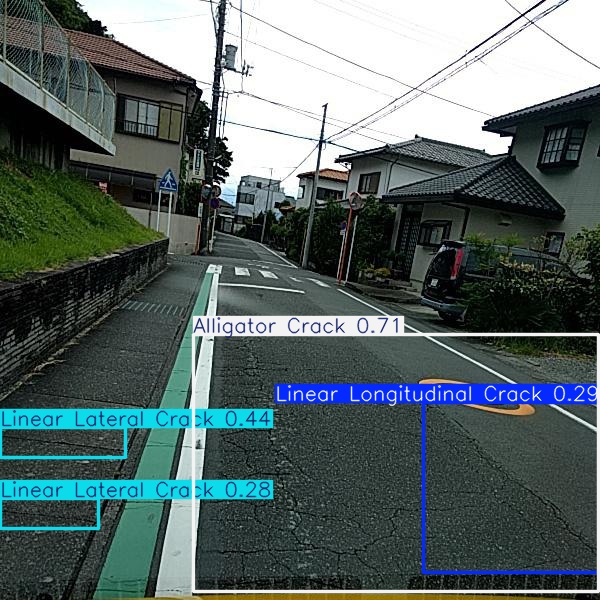 Alligator Crack 0.71
Linear Longitudinal Crack 0.29
Linear Lateral Crack 0.44
Linear Lateral Crack 0.28